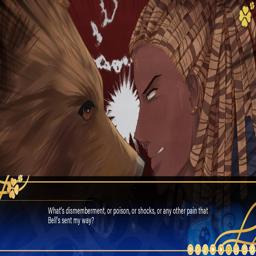 What's dismemberment, or poison, or shocks, or any other pain that
Bell's sent my way?